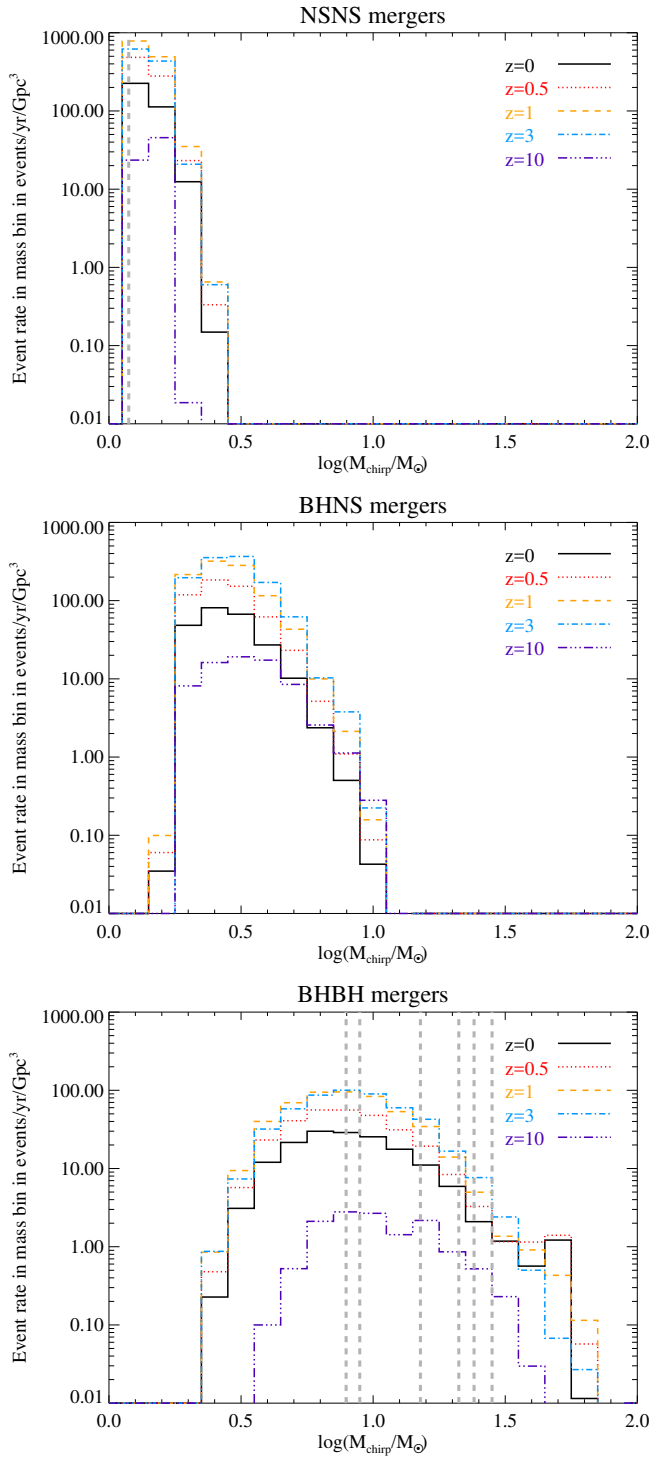 NSNS mergers
Event rate in mass bin in events/yr/Gpc³
1000.00
100.00
10.00
1.00
0.10
0.01
z=0
z=0.5
z=1
z=3
z=10
0.0 0.5 1.0 1.5 2.0
log(M_chirp/M_⊙)
BHNS mergers
Event rate in mass bin in events/yr/Gpc³
1000.00
100.00
10.00
1.00
0.10
0.01
z=0
z=0.5
z=1
z=3
z=10
0.0 0.5 1.0 1.5 2.0
log(M_chirp/M_⊙)
BHBH mergers
Event rate in mass bin in events/yr/Gpc³
1000.00
100.00
10.00
1.00
0.10
0.01
z=0
z=0.5
z=1
z=3
z=10
0.0 0.5 1.0 1.5 2.0
log(M_chirp/M_⊙)